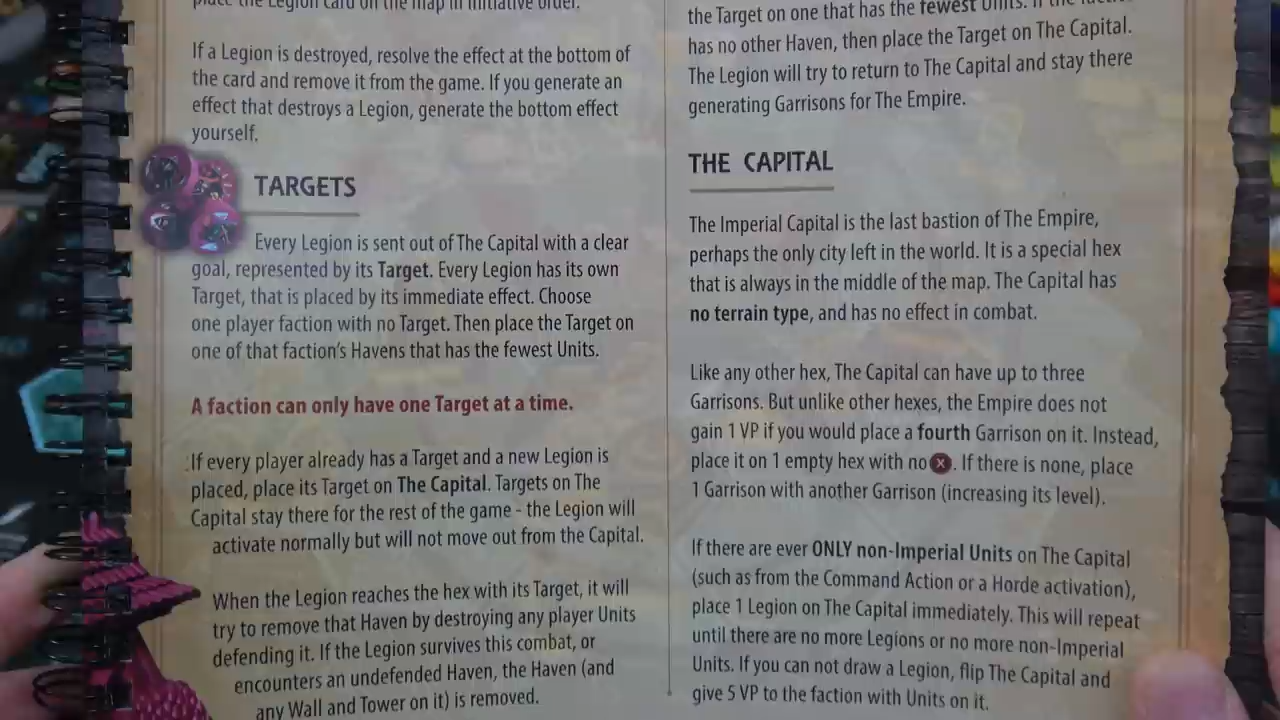 place the Legion card on the map in initiative order.
If a Legion is destroyed, resolve the effect at the bottom of
the card and remove it from the game. If you generate an
effect that destroys a Legion, generate the bottom effect
yourself.
TARGETS
Every Legion is sent out of The Capital with a clear
goal, represented by its Target. Every Legion has its own
Target, that is placed by its immediate effect. Choose
one player faction with no Target. Then place the Target on
one of that faction's Havens that has the fewest Units.
A faction can only have one Target at a time.
If every player already has a Target and a new Legion is
placed, place its Target on The Capital. Targets on The
Capital stay there for the rest of the game - the Legion will
activate normally but will not move out from the Capital.
When the Legion reaches the hex with its Target, it will
try to remove that Haven by destroying any player Units
defending it. If the Legion survives this combat, or
encounters an undefended Haven, the Haven (and
any Wall and Tower on it) is removed.
the Target on one that has the fewest Units. If the
has no other Haven, then place the Target on The Capital.
The Legion will try to return to The Capital and stay there
generating Garrisons for The Empire.
THE CAPITAL
The Imperial Capital is the last bastion of The Empire,
perhaps the only city left in the world. It is a special hex
that is always in the middle of the map. The Capital has
no terrain type, and has no effect in combat.
Like any other hex, The Capital can have up to three
Garrisons. But unlike other hexes, the Empire does not
gain 1 VP if you would place a fourth Garrison on it. Instead,
place it on 1 empty hex with no X. If there is none, place
1 Garrison with another Garrison (increasing its level).
If there are ever ONLY non-Imperial Units on The Capital
(such as from the Command Action or a Horde activation),
place 1 Legion on The Capital immediately. This will repeat
until there are no more Legions or no more non-Imperial
Units. If you can not draw a Legion, flip The Capital and
give 5 VP to the faction with Units on it.